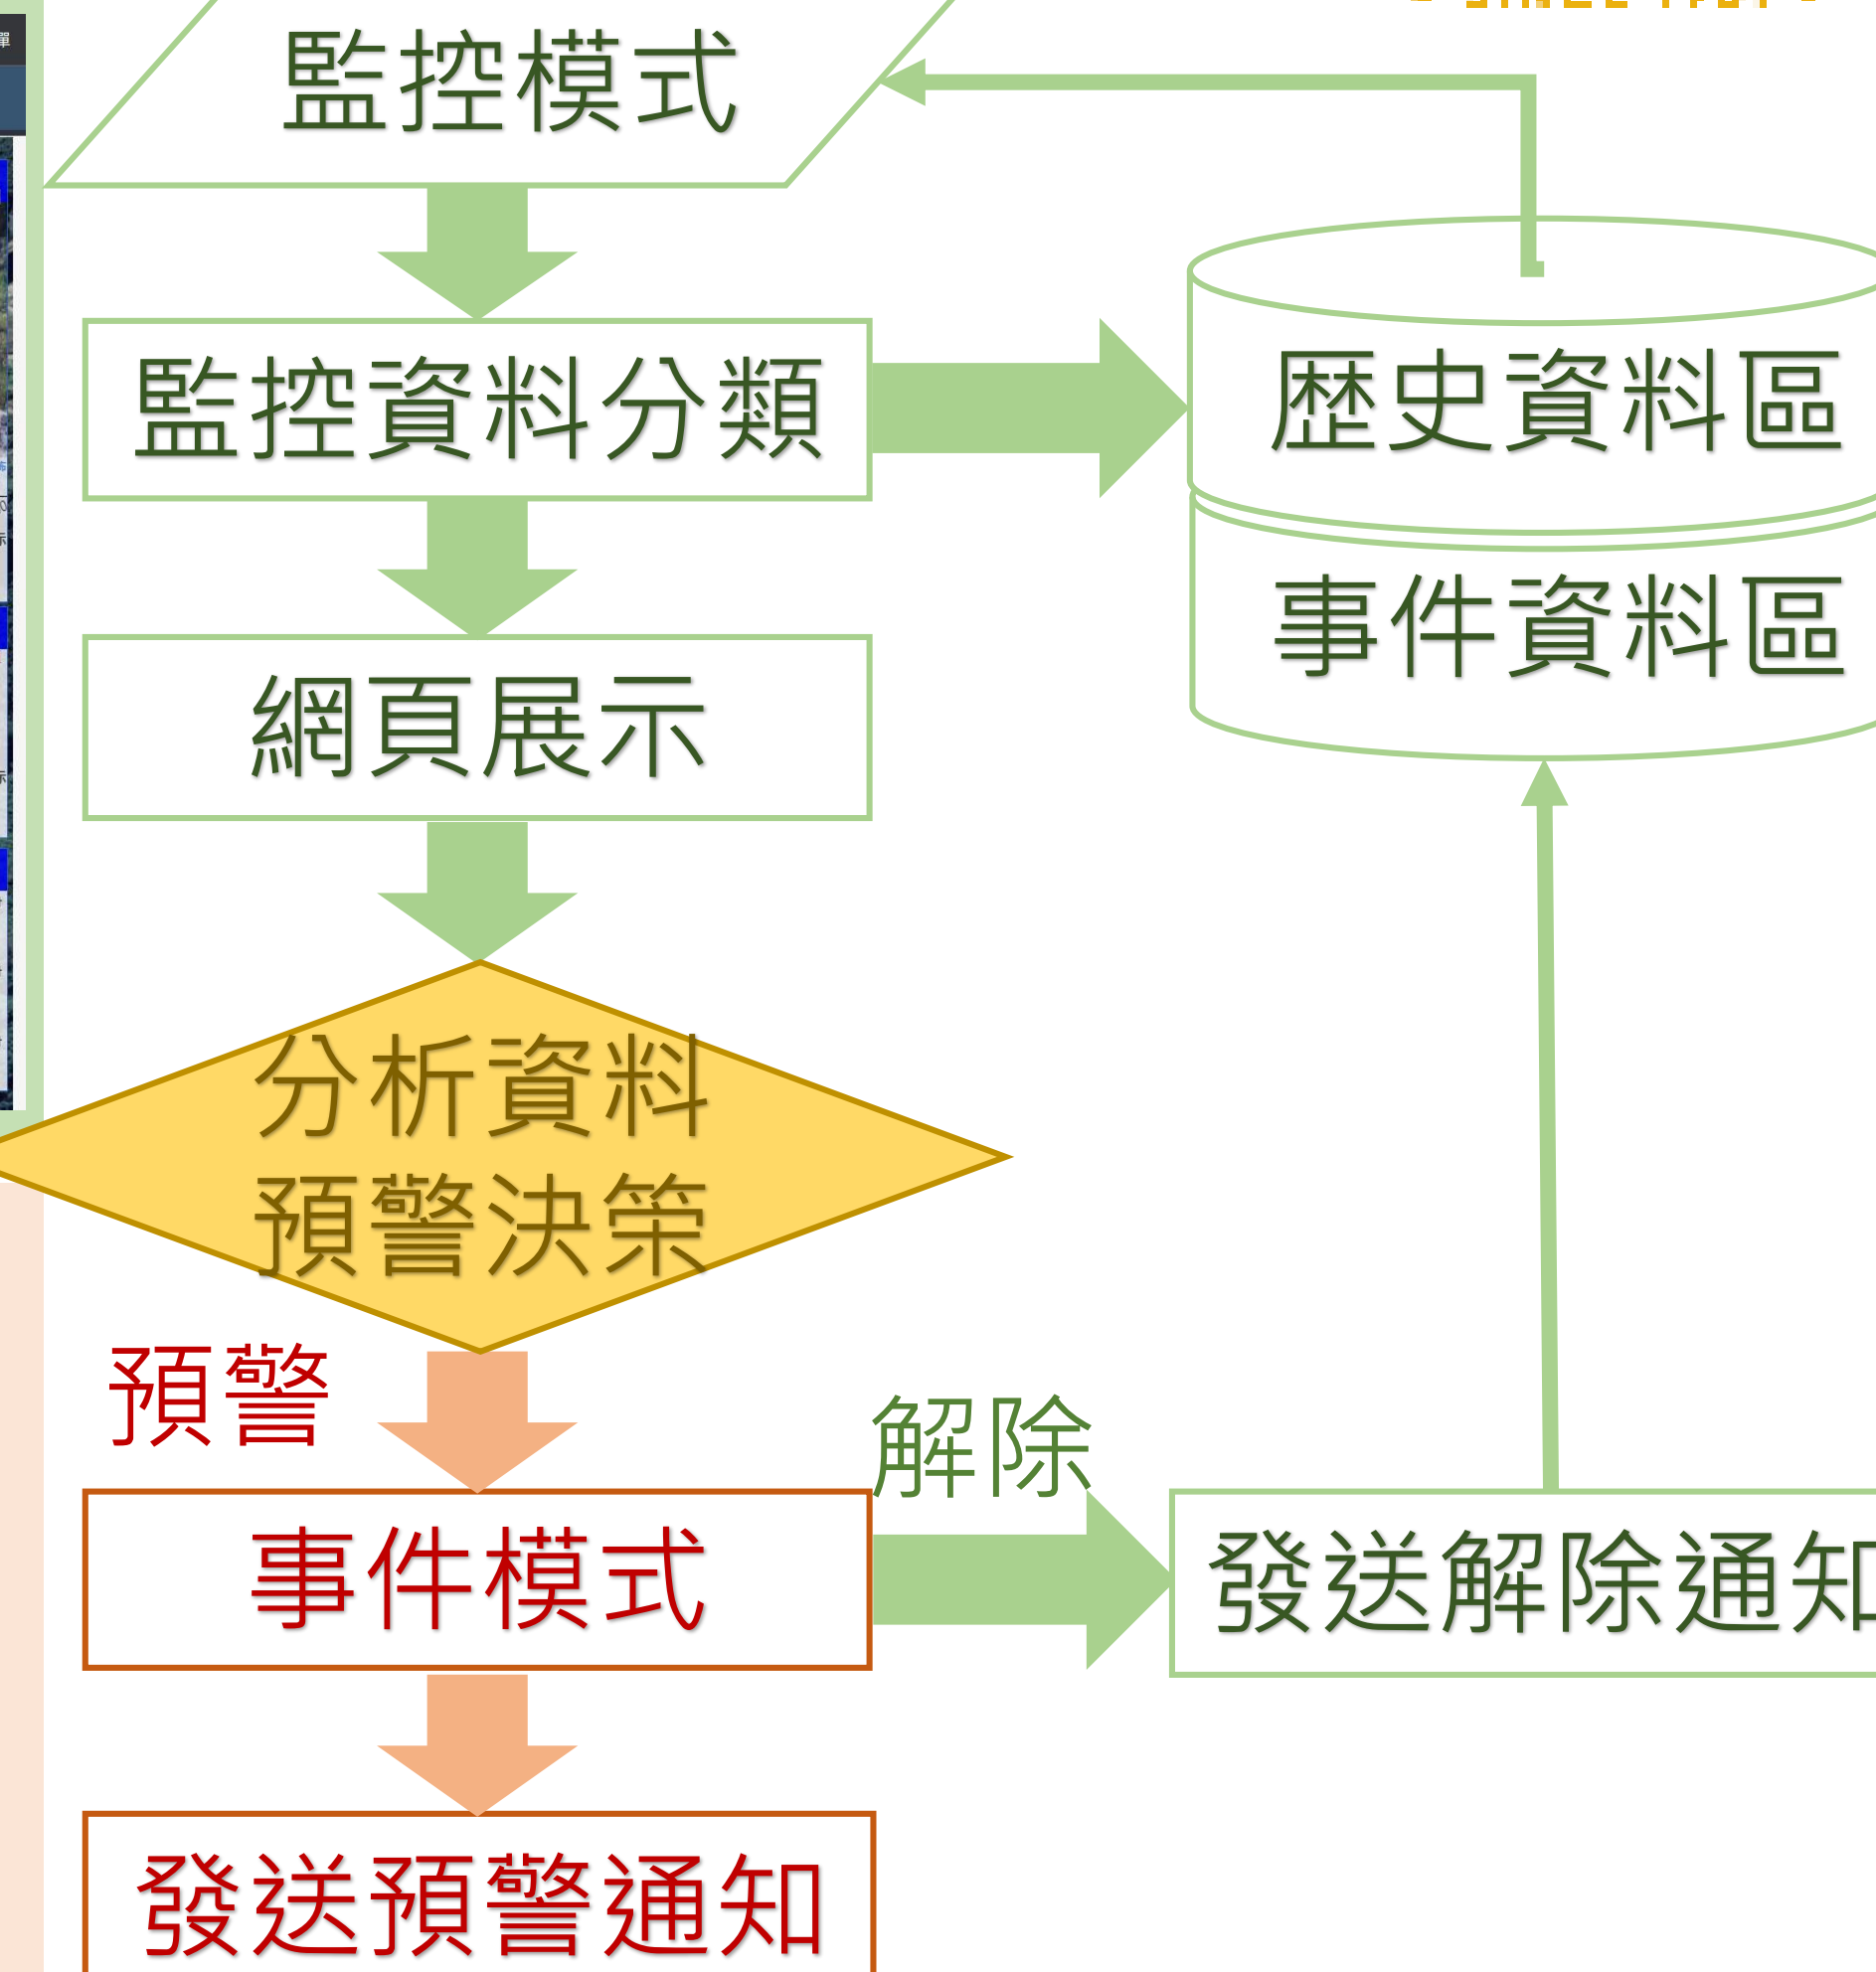 監控模式
監控資料分類
歷史資料區
事件資料區
網頁展示
分析資料
預警決策
預警
解除
事件模式
發送解除通知
發送預警通知